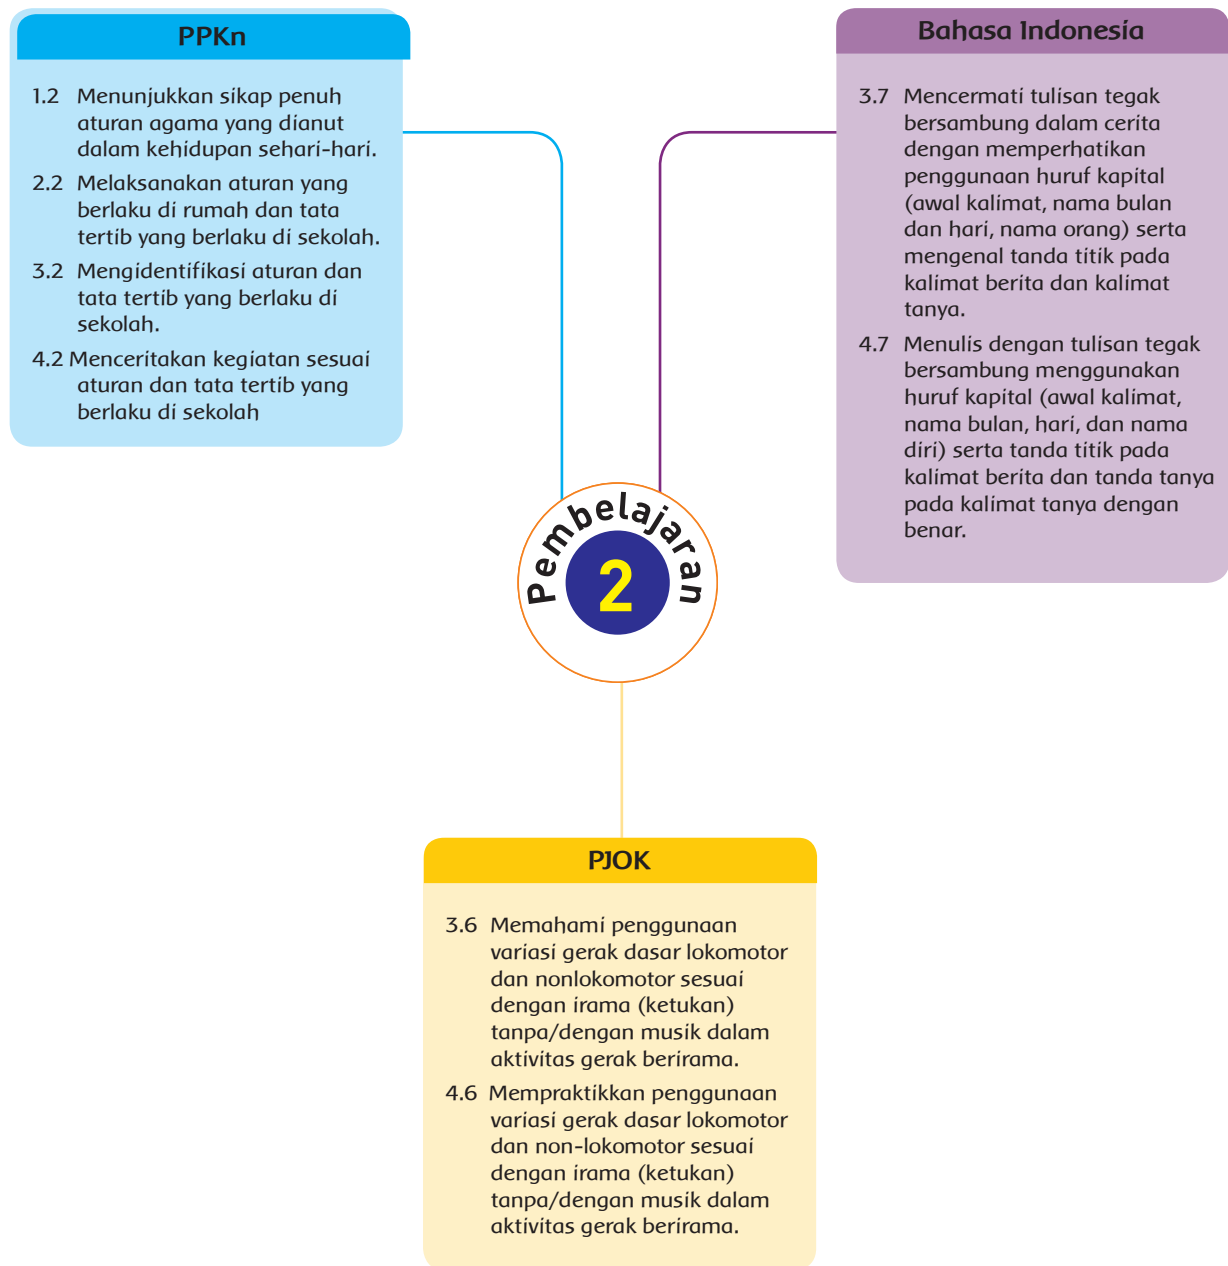 PPKn
1.2 Menunjukkan sikap penuh
aturan agama yang dianut
dalam kehidupan sehari-hari.
2.2 Melaksanakan aturan yang
berlaku di rumah dan tata
tertib yang berlaku di sekolah.
3.2 Mengidentifikasi aturan dan
tata tertib yang berlaku di
sekolah.
4.2 Menceritakan kegiatan sesuai
aturan dan tata tertib yang
berlaku di sekolah
Bahasa Indonesia
3.7 Mencermati tulisan tegak
bersambung dalam cerita
dengan memperhatikan
penggunaan huruf kapital
(awal kalimat, nama bulan
dan hari, nama orang) serta
mengenal tanda titik pada
kalimat berita dan kalimat
tanya.
4.7 Menulis dengan tulisan tegak
bersambung menggunakan
huruf kapital (awal kalimat,
nama bulan, hari, dan nama
diri) serta tanda titik pada
kalimat berita dan tanda tanya
pada kalimat tanya dengan
benar.
Pembelajaran
2
PJOK
3.6 Memahami penggunaan
variasi gerak dasar lokomotor
dan nonlokomotor sesuai
dengan irama (ketukan)
tanpa/dengan musik dalam
aktivitas gerak berirama.
4.6 Mempraktikkan penggunaan
variasi gerak dasar lokomotor
dan non-lokomotor sesuai
dengan irama (ketukan)
tanpa/dengan musik dalam
aktivitas gerak berirama.